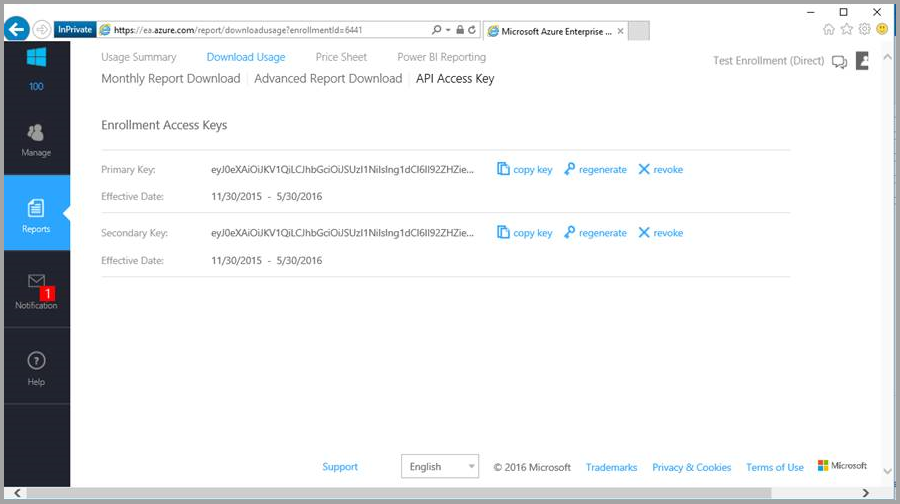 InPrivate https://ea.azure.com/report/downloadusage?enrollmentId=6441 Microsoft Azure Enterprise ...
Usage Summary Download Usage Price Sheet Power BI Reporting
Test Enrollment (Direct)
Monthly Report Download Advanced Report Download API Access Key
100
Manage
Reports
1
Notification
Help
Enrollment Access Keys
Primary Key: eyJ0eXAiOiJKV1QiLCJhbGciOiJSUzI1NiIsIng1dCI6Il92ZHZie... copy key regenerate revoke
Effective Date: 11/30/2015 - 5/30/2016
Secondary Key: eyJ0eXAiOiJKV1QiLCJhbGciOiJSUzI1NiIsIng1dCI6Il92ZHZie... copy key regenerate revoke
Effective Date: 11/30/2015 - 5/30/2016
Support English © 2016 Microsoft Trademarks Privacy & Cookies Terms of Use Microsoft